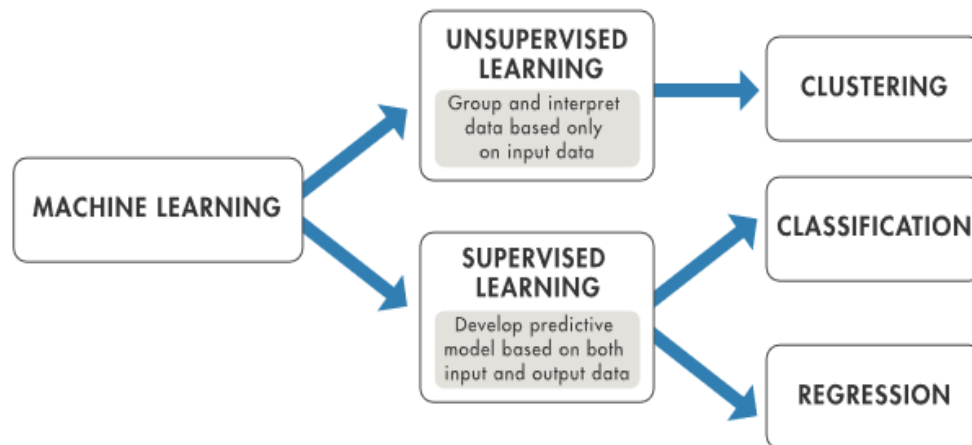 MACHINE LEARNING
UNSUPERVISED
LEARNING
Group and interpret
data based only
on input data
CLUSTERING
SUPERVISED
LEARNING
Develop predictive
model based on both
input and output data
CLASSIFICATION
REGRESSION